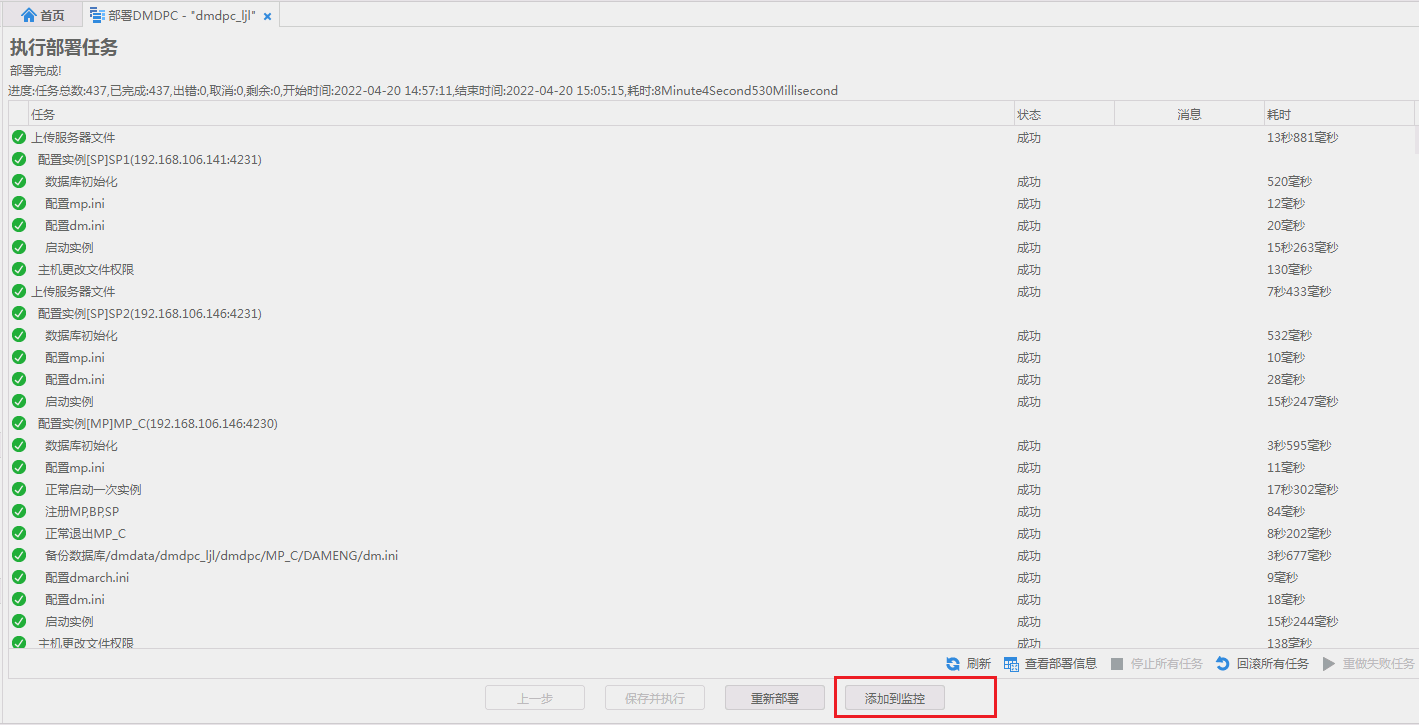 首页 部署DMDPC - "dmdpc_ljl"
执行部署任务
部署完成!
进度:任务总数:437,已完成:437,出错:0,取消:0,剩余:0,开始时间:2022-04-20 14:57:11,结束时间:2022-04-20 15:05:15,耗时:8Minute4Second530Millisecond
任务 状态 消息 耗时
上传服务器文件 成功 13秒881毫秒
配置实例[SP]SP1(192.168.106.141:4231)
数据库初始化 成功 520毫秒
配置mp.ini 成功 12毫秒
配置dm.ini 成功 20毫秒
启动实例 成功 15秒263毫秒
主机更改文件权限 成功 130毫秒
上传服务器文件 成功 7秒433毫秒
配置实例[SP]SP2(192.168.106.146:4231)
数据库初始化 成功 532毫秒
配置mp.ini 成功 10毫秒
配置dm.ini 成功 28毫秒
启动实例 成功 15秒247毫秒
配置实例[MP]MP_C(192.168.106.146:4230)
数据库初始化 成功 3秒595毫秒
配置mp.ini 成功 11毫秒
正常启动一次实例 成功 17秒302毫秒
注册MP,BP,SP 成功 84毫秒
正常退出MP_C 成功 8秒202毫秒
备份数据库/dmdata/dmdpc_ljl/dmdpc/MP_C/DAMENG/dm.ini 成功 3秒677毫秒
配置dmarch.ini 成功 9毫秒
配置dm.ini 成功 18毫秒
启动实例 成功 15秒244毫秒
主机更改文件权限 成功 138毫秒
刷新 查看部署信息 停止所有任务 回滚所有任务 重做失败任务
上一步 保存并执行 重新部署 添加到监控